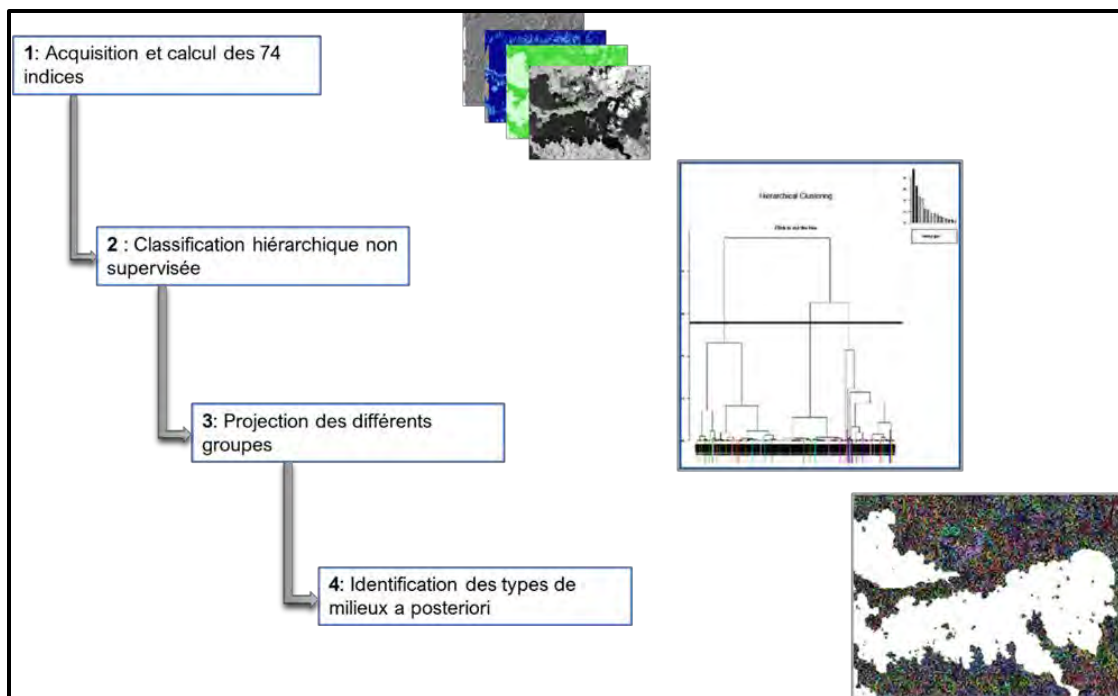 1: Acquisition et calcul des 74
indices
2 : Classification hiérarchique non
supervisée
3: Projection des différents
groupes
4: Identification des types de
milieux a posteriori
Hierarchical Clustering